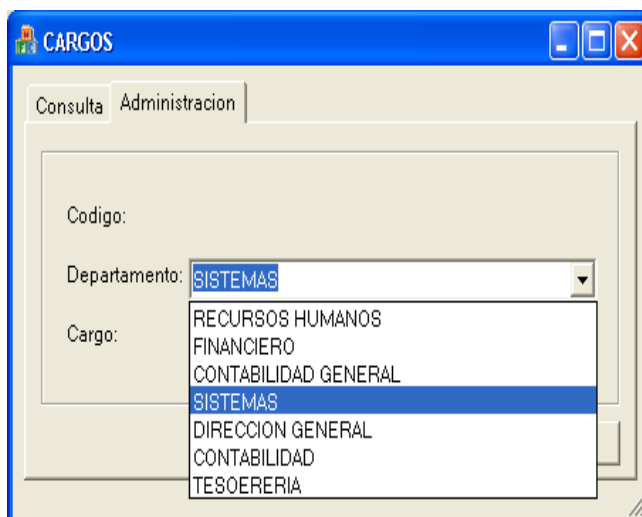 CARGOS
Consulta Administracion
Codigo:
Departamento: SISTEMAS
Cargo:
RECURSOS HUMANOS
FINANCIERO
CONTABILIDAD GENERAL
SISTEMAS
DIRECCION GENERAL
CONTABILIDAD
TESOERERIA